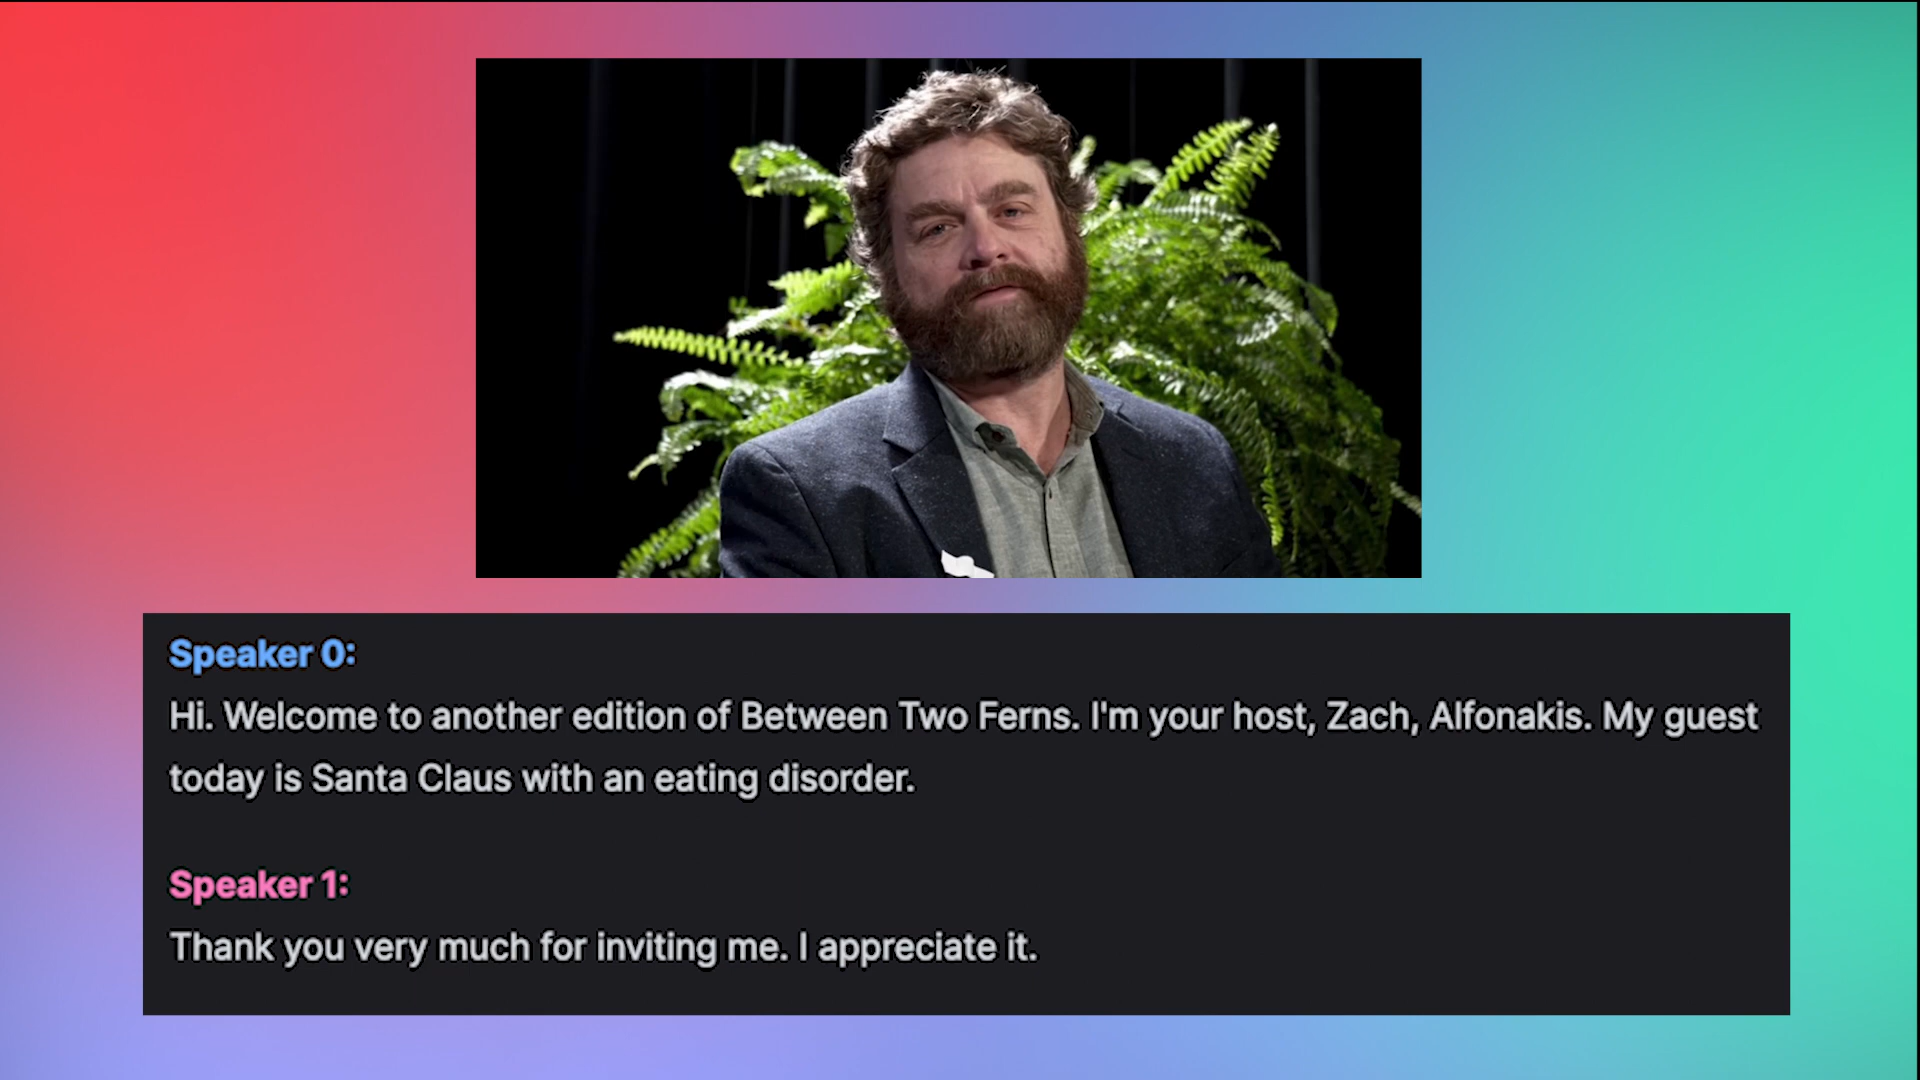 Speaker 0:
Hi. Welcome to another edition of Between Two Ferns. I'm your host, Zach, Alfonakis. My guest
today is Santa Claus with an eating disorder.
Speaker 1:
Thank you very much for inviting me. I appreciate it.